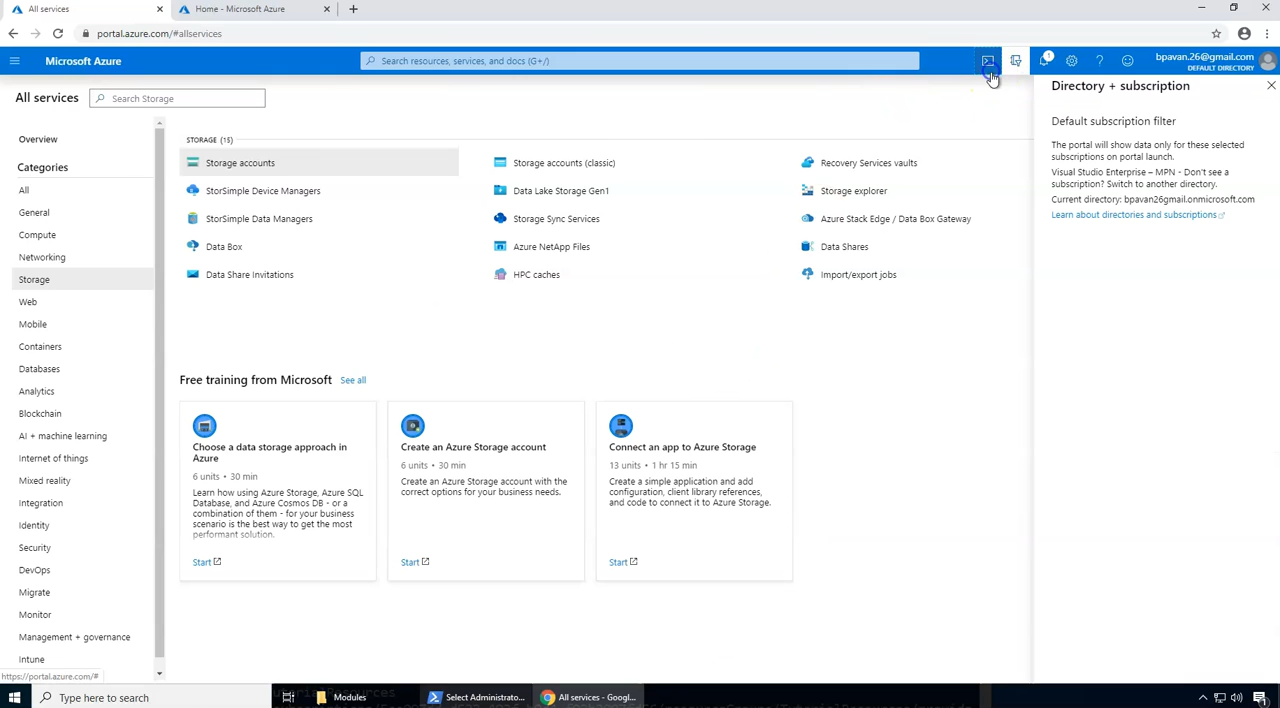 All services
Home - Microsoft Azure
portal.azure.com/#allservices
Microsoft Azure
Search resources, services, and docs (G+/)
1
bpavan.26@gmail.com
DEFAULT DIRECTORY
All services
Search Storage
Overview
Categories
All
General
Compute
Networking
Storage
Web
Mobile
Containers
Databases
Analytics
Blockchain
AI + machine learning
Internet of things
Mixed reality
Integration
Identity
Security
DevOps
Migrate
Monitor
Management + governance
Intune
STORAGE (15)
Storage accounts
Storage accounts (classic)
Recovery Services vaults
StorSimple Device Managers
Data Lake Storage Gen1
Storage explorer
StorSimple Data Managers
Storage Sync Services
Azure Stack Edge / Data Box Gateway
Data Box
Azure NetApp Files
Data Shares
Data Share Invitations
HPC caches
Import/export jobs
Free training from Microsoft See all
Choose a data storage approach in
Azure
6 units • 30 min
Learn how using Azure Storage, Azure SQL
Database, and Azure Cosmos DB - or a
combination of them - for your business
scenario is the best way to get the most
performant solution.
Start
Create an Azure Storage account
6 units • 30 min
Create an Azure Storage account with the
correct options for your business needs.
Start
Connect an app to Azure Storage
13 units • 1 hr 15 min
Create a simple application and add
configuration, client library references,
and code to connect it to Azure Storage.
Start
Directory + subscription
Default subscription filter
The portal will show data only for these selected
subscriptions on portal launch.
Visual Studio Enterprise – MPN - Don't see a
subscription? Switch to another directory.
Current directory: bpavan26gmail.onmicrosoft.com
Learn about directories and subscriptions
https://portal.azure.com/#
Type here to search
Modules
Select Administrato...
All services - Googl...